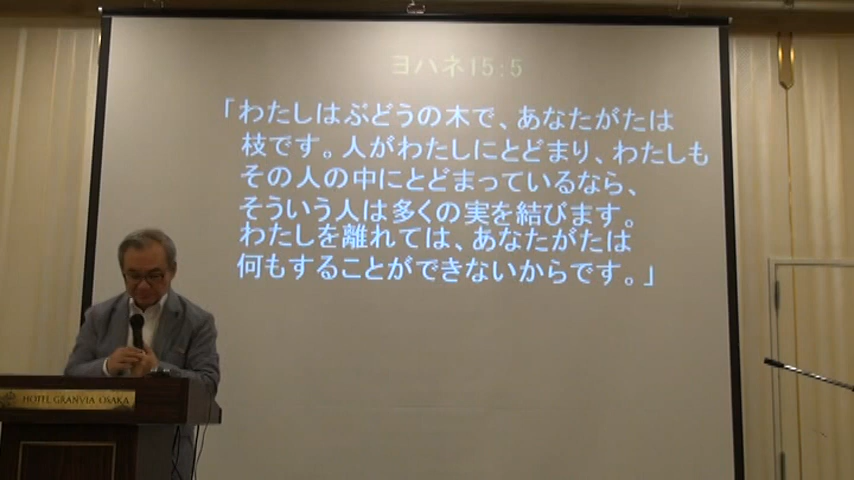 ヨハネ15:5
「わたしはぶどうの木で、あなたがたは
枝です。人がわたしにとどまり、わたしも
その人の中にとどまっているなら、
そういう人は多くの実を結びます。
わたしを離れては、あなたがたは
何もすることができないからです。」
HOTEL GRANVIA OSAKA